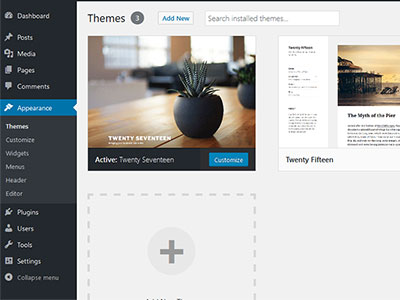 Dashboard
Posts
Media
Pages
Comments
Appearance
Themes
Customize
Widgets
Menus
Header
Editor
Plugins
Users
Tools
Settings
Collapse menu
Themes 3 Add New Search installed themes...
TWENTY SEVENTEEN
Active: Twenty Seventeen Customize
Twenty Fifteen
The Myth of the Pier
Twenty Fifteen